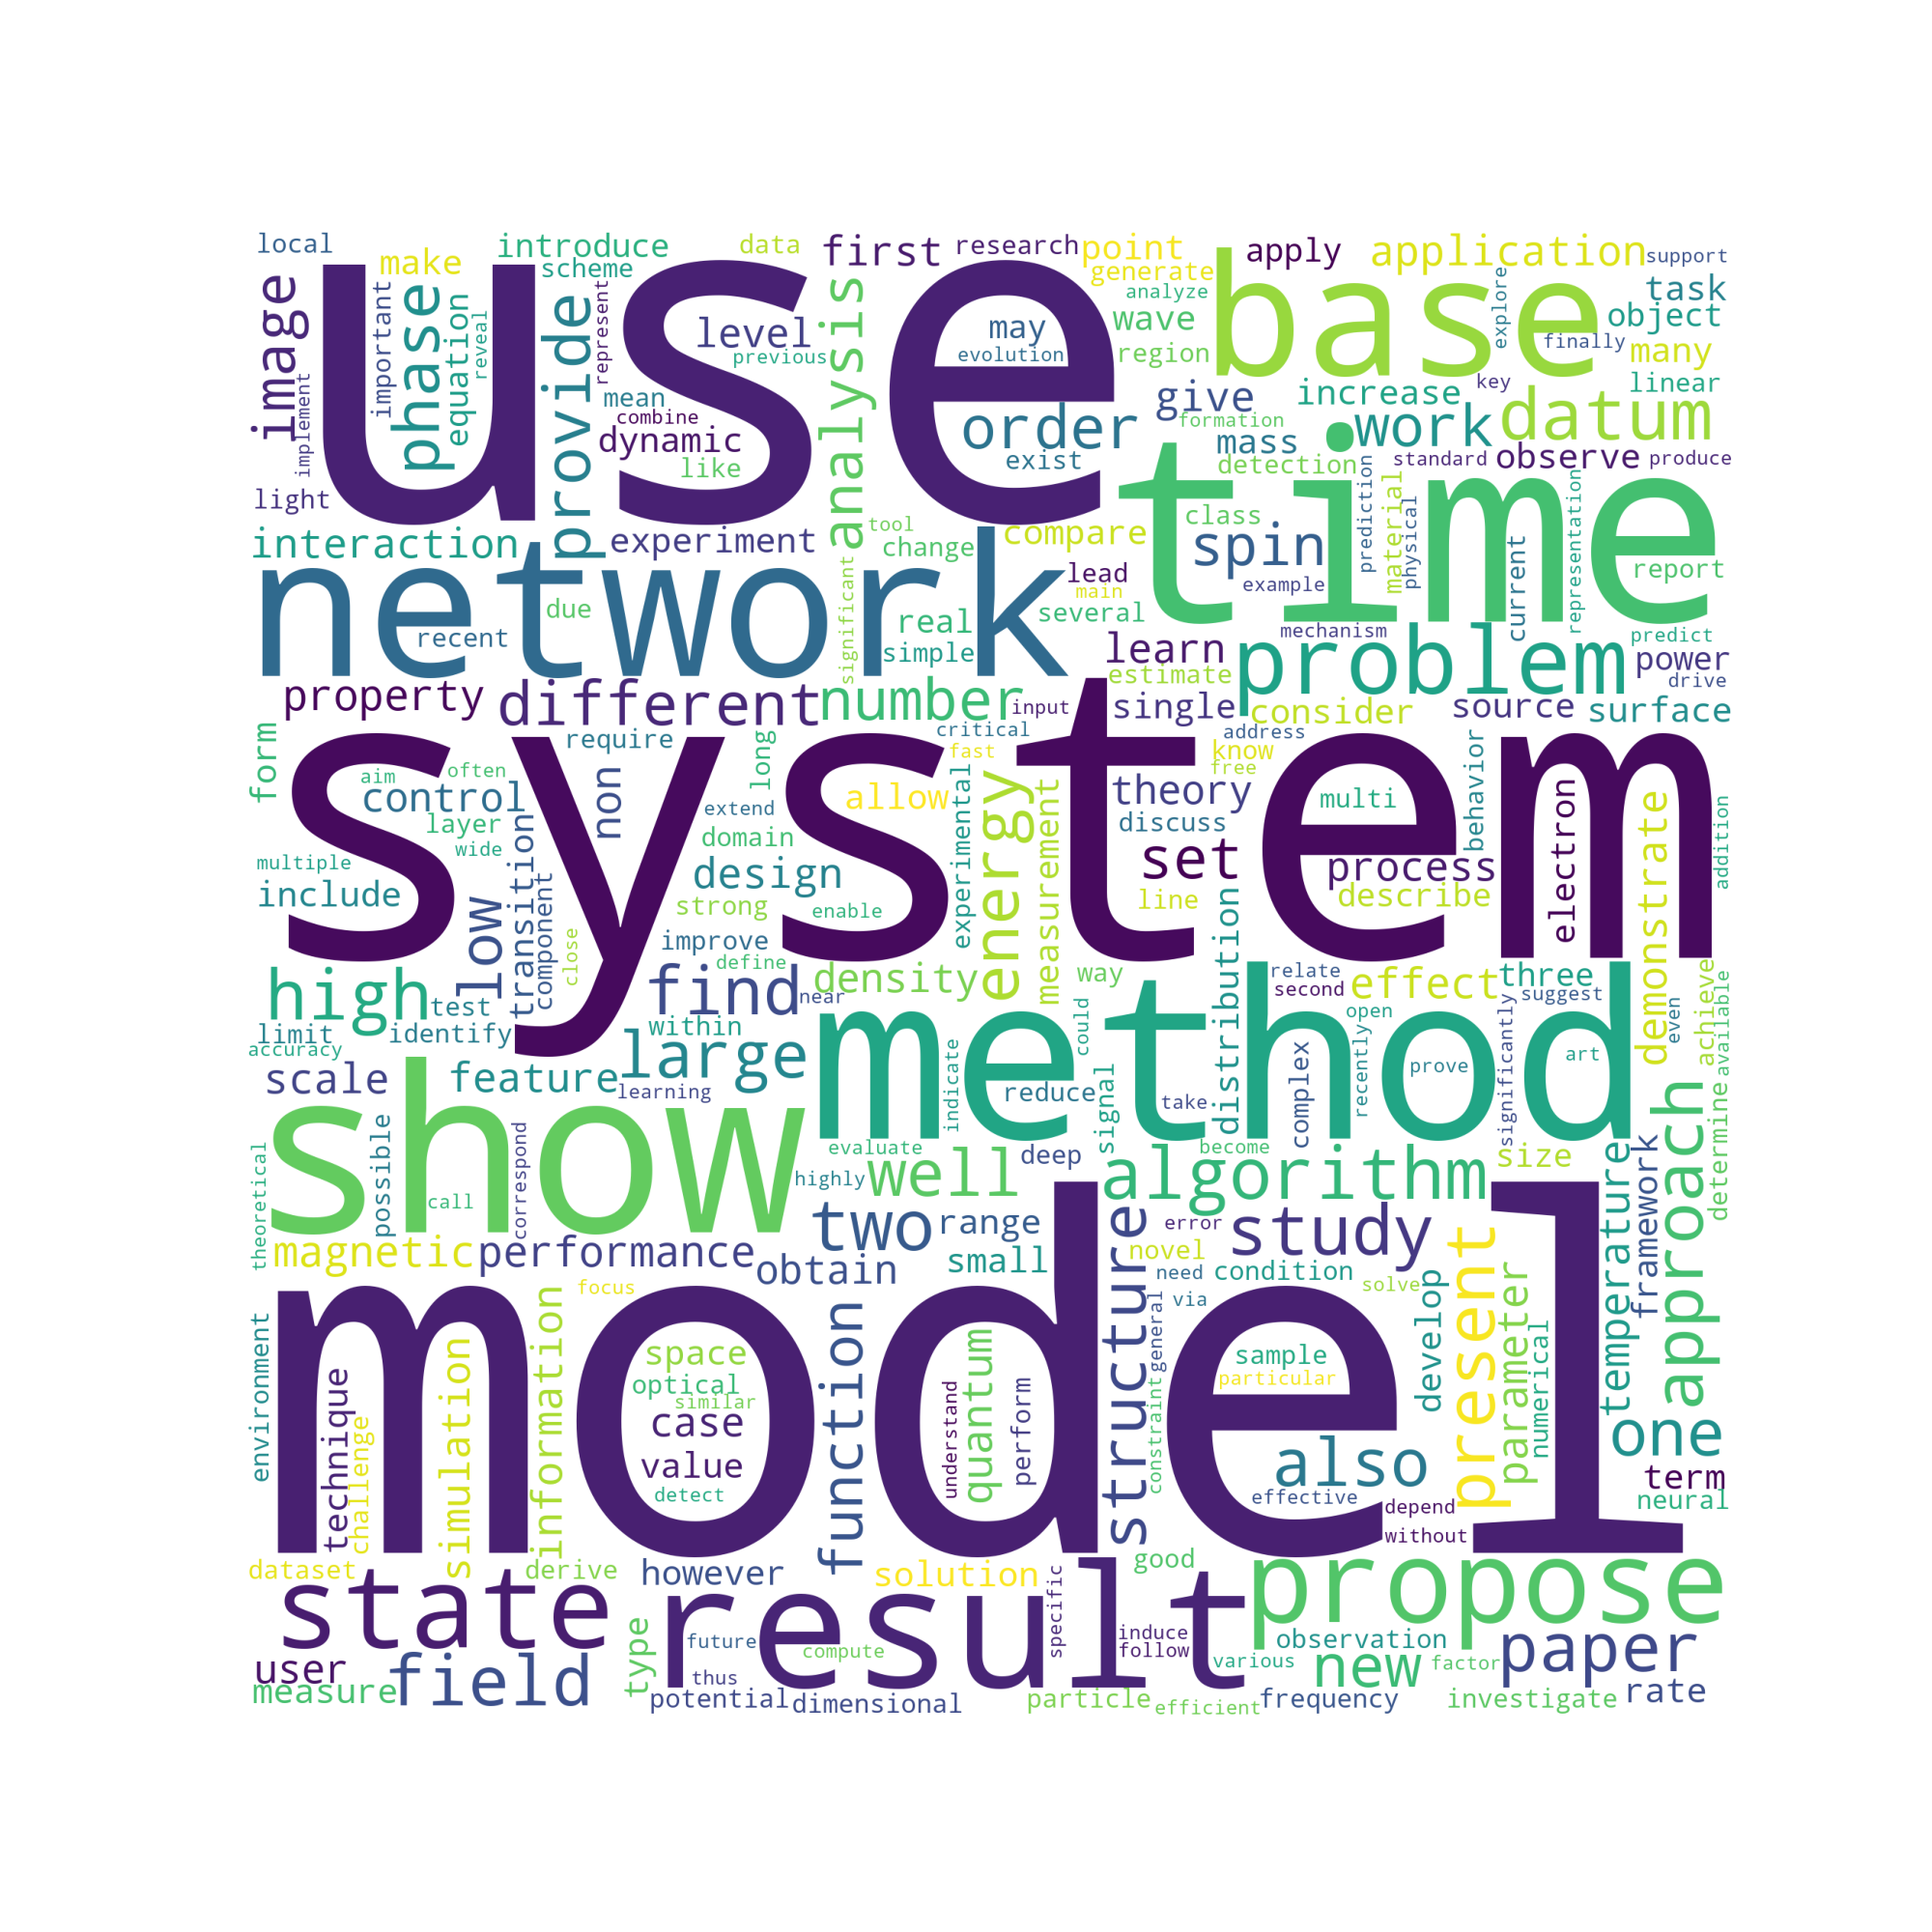 local
introduce
data
first
research
point
apply
application
support
make
scheme
generate
analyze
task
image
important
phase
equation
reveal
provide
represent
use
level
previous
analysis
may
evolution
wave
region
base
explore
object
finally
many
implement
mean
combine
dynamic
like
order
exist
give
formation
mass
detection
increase
key
linear
work
datum
standard
observe
produce
light
interaction
experiment
tool
change
significant
compare
class
spin
example
time
prediction
material
physical
current
representation
report
network
recent
due
real
simple
lead
main
several
learn
estimate
mechanism
problem
predict
power
drive
property
different
number
input
single
consider
source
surface
form
require
long
critical
fast
address
know
free
system
aim
often
control
layer
wide
non
extend
domain
allow
energy
experimental
measurement
theory
discuss
multi
behavior
electron
demonstrate
addition
multiple
include
low
transition
component
close
design
strong
enable
improve
define
set
line
process
describe
distribution
high
test
limit
identify
accuracy
find
near
density
within
way
could
relate
second
effect
three
suggest
significantly
even
available
achieve
scale
feature
large
learning
method
indicate
reduce
signal
take
complex
recently
open
prove
art
approach
determine
show
theoretical
possible
call
correspond
evaluate
highly
well
deep
become
algorithm
size
temperature
framework
magnetic
performance
two
obtain
range
small
structure
error
novel
need
via
study
condition
solve
present
parameter
numerical
develop
model
focus
environment
technique
challenge
simulation
information
space
optical
similar
case
value
detect
function
understand
quantum
perform
constraint
general
sample
particular
also
effective
depend
without
one
term
neural
dataset
derive
however
solution
good
specific
propose
state
result
user
measure
field
type
future
thus
compute
potential
dimensional
induce
follow
particle
efficient
various
observation
new
factor
frequency
paper
investigate
rate